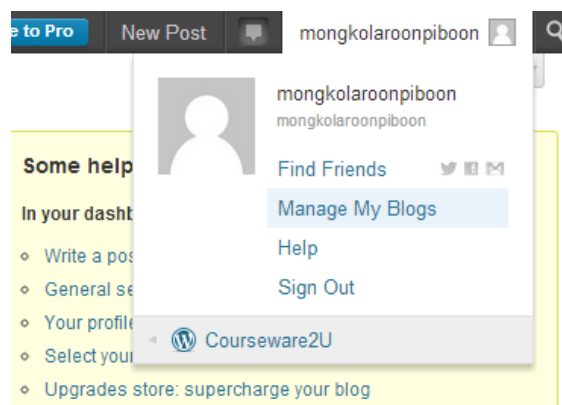 e to Pro New Post mongkolaroonpiboon
mongkolaroonpiboon
mongkolaroonpiboon
Find Friends
Manage My Blogs
Help
Sign Out
Courseware2U
Some help
In your dashb
Write a pos
General se
Your profile
Select your
Upgrades store: supercharge your blog